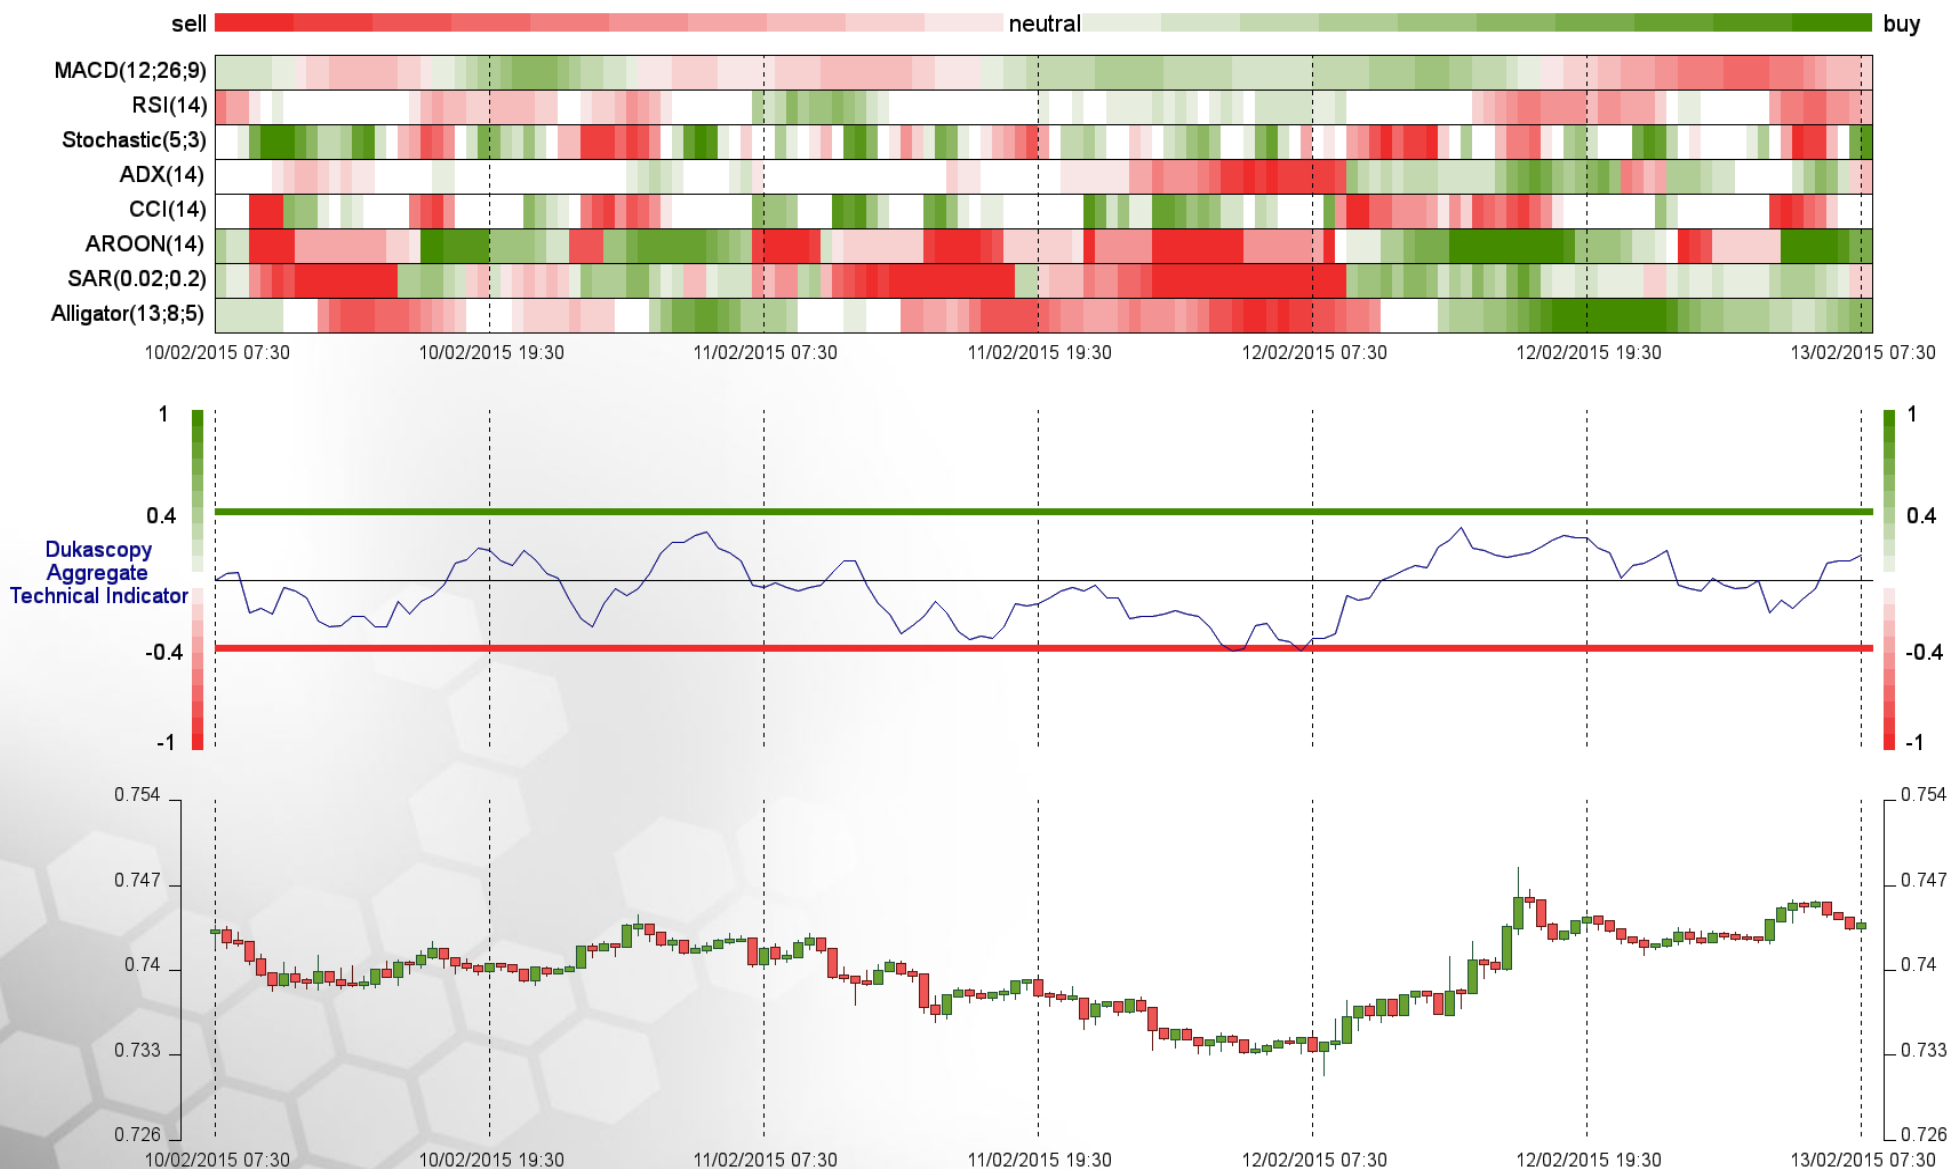 sell neutral buy
MACD(12;26;9)
RSI(14)
Stochastic(5;3)
ADX(14)
CCI(14)
AROON(14)
SAR(0.02;0.2)
Alligator(13;8;5)
10/02/2015 07:30 10/02/2015 19:30 11/02/2015 07:30 11/02/2015 19:30 12/02/2015 07:30 12/02/2015 19:30 13/02/2015 07:30
1 1
0.4 0.4
Dukascopy
Aggregate
Technical Indicator
-0.4 -0.4
-1 -1
0.754 0.754
0.747 0.747
0.74 0.74
0.733 0.733
0.726 0.726
10/02/2015 07:30 10/02/2015 19:30 11/02/2015 07:30 11/02/2015 19:30 12/02/2015 07:30 12/02/2015 19:30 13/02/2015 07:30